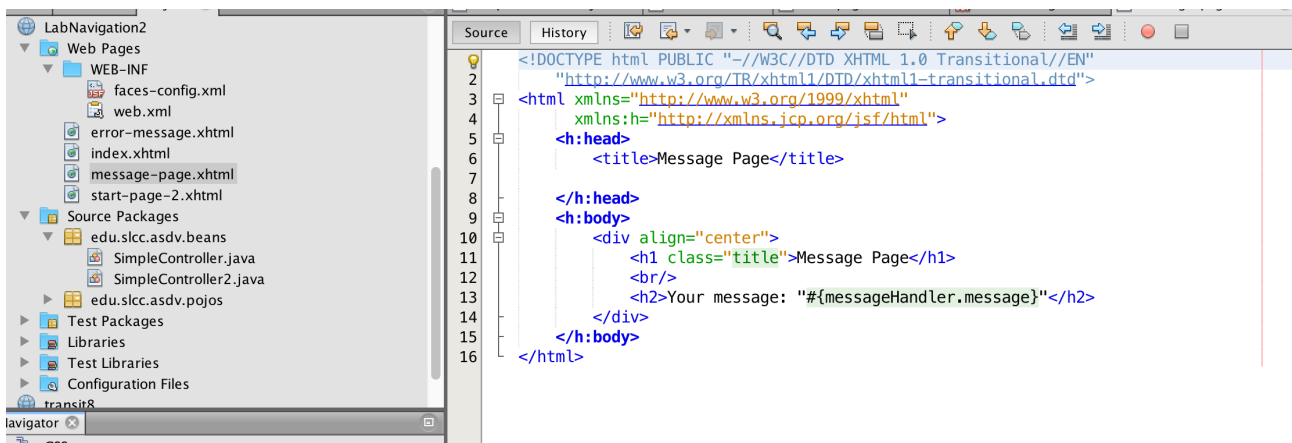 LabNavigation2
Web Pages
WEB-INF
faces-config.xml
web.xml
error-message.xhtml
index.xhtml
message-page.xhtml
start-page-2.xhtml
Source Packages
edu.slcc.asdv.beans
SimpleController.java
SimpleController2.java
edu.slcc.asdv.pojos
Test Packages
Libraries
Test Libraries
Configuration Files
transit8
Navigator
Source History
<!DOCTYPE html PUBLIC "-//W3C//DTD XHTML 1.0 Transitional//EN"
2 "http://www.w3.org/TR/xhtml1/DTD/xhtml1-transitional.dtd">
3 <html xmlns="http://www.w3.org/1999/xhtml"
4 xmlns:h="http://xmlns.jcp.org/jsf/html">
5 <h:head>
6 <title>Message Page</title>
7
8 </h:head>
9 <h:body>
10 <div align="center">
11 <h1 class="title">Message Page</h1>
12 <br/>
13 <h2>Your message: "#{messageHandler.message}"</h2>
14 </div>
15 </h:body>
16 </html>